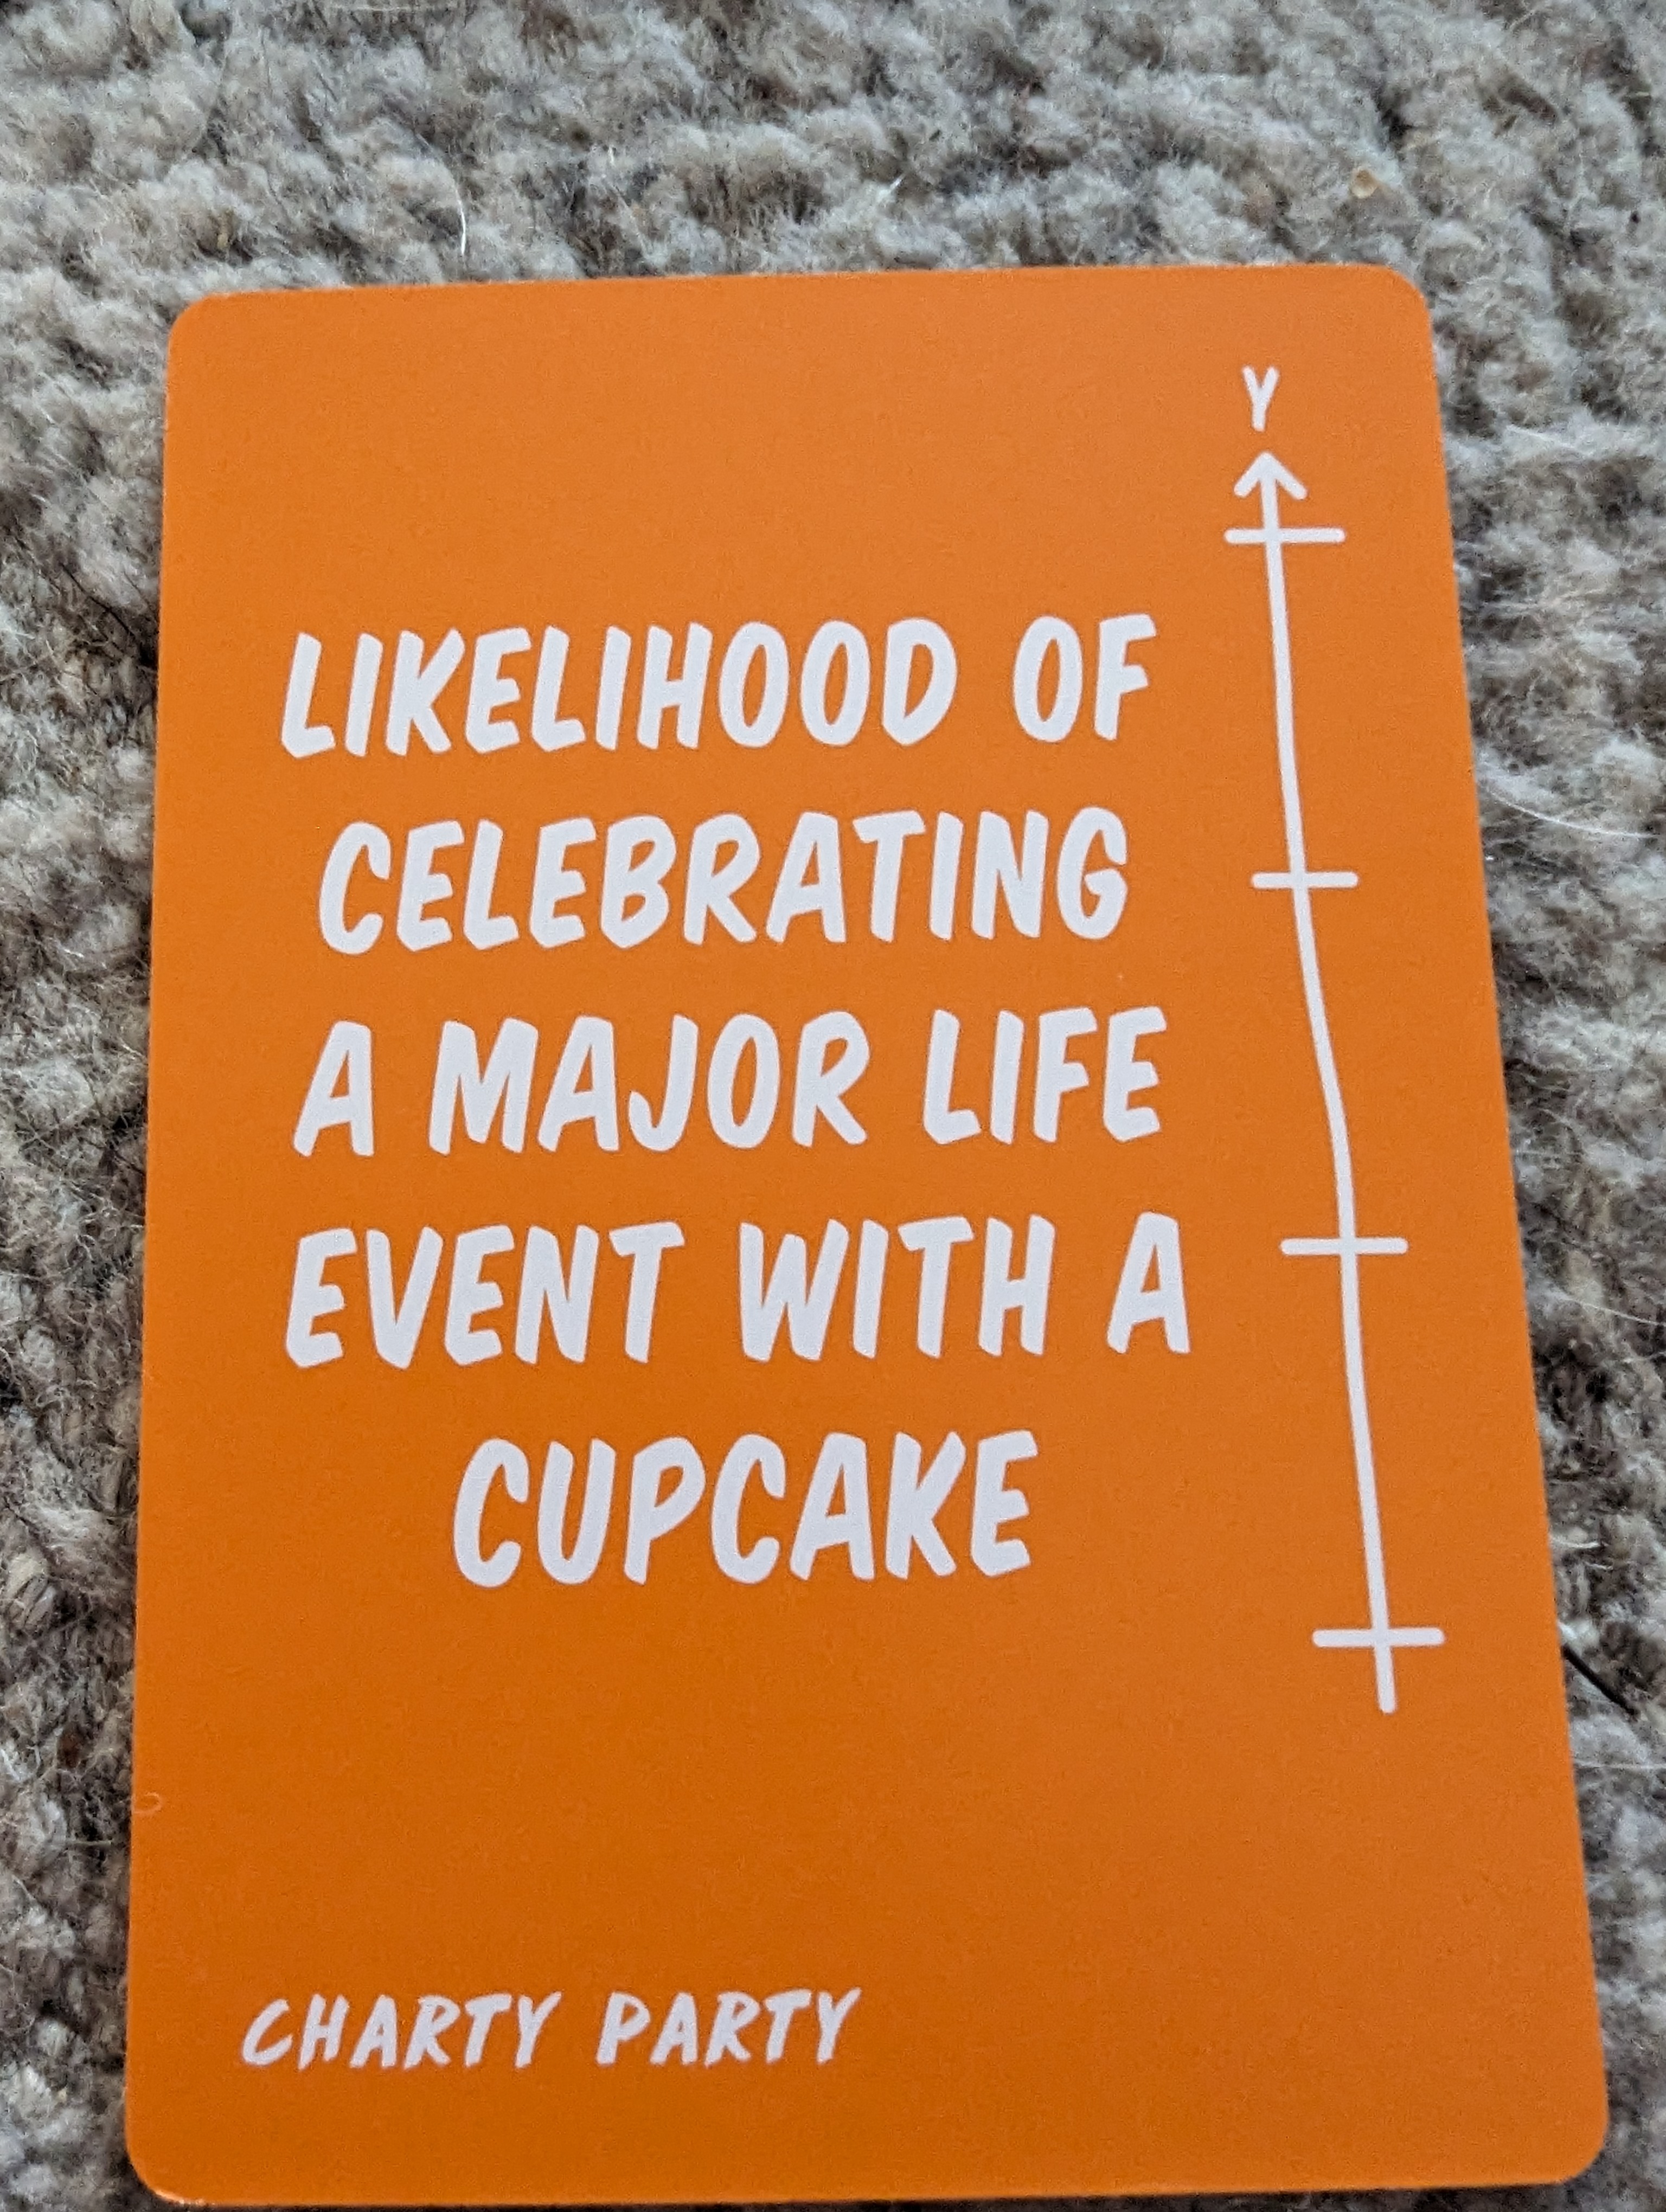 Y
LIKELIHOOD OF
CELEBRATING
A MAJOR LIFE
EVENT WITH A
CUPCAKE
CHARTY PARTY